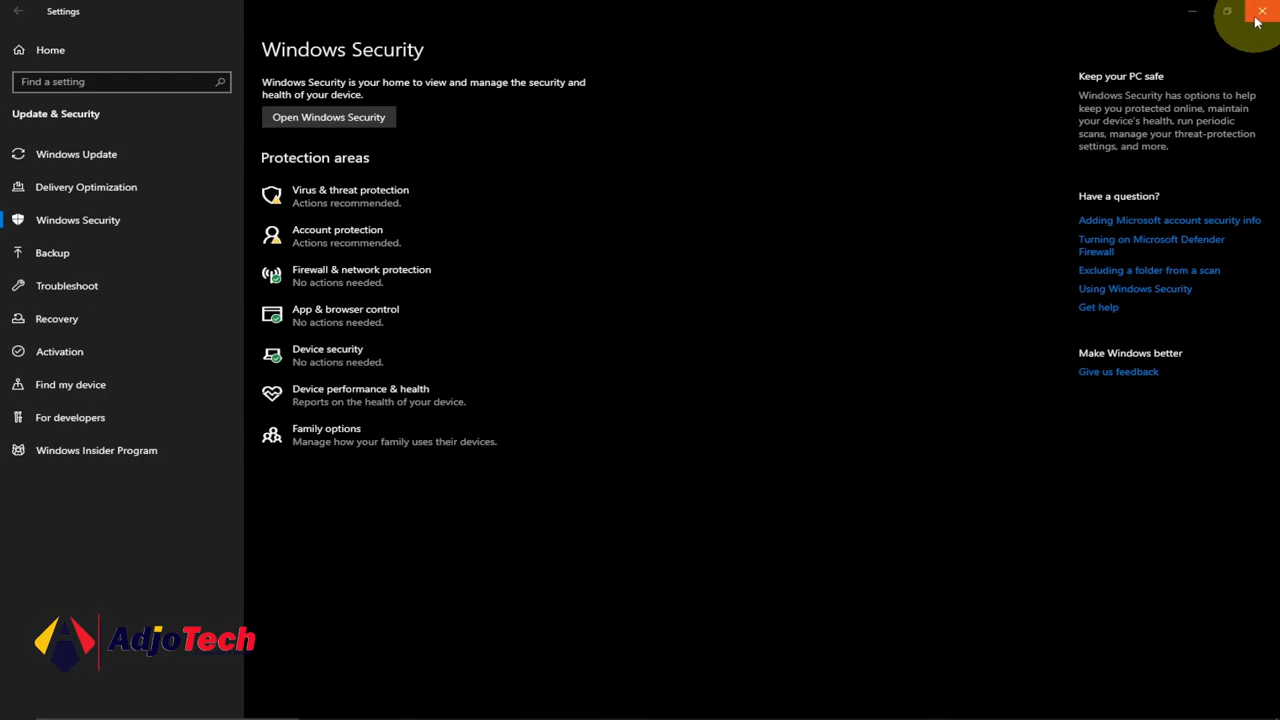 Settings
Home
Find a setting
Update & Security
Windows Update
Delivery Optimization
Windows Security
Backup
Troubleshoot
Recovery
Activation
Find my device
For developers
Windows Insider Program
AdjoTech
Windows Security
Windows Security is your home to view and manage the security and
health of your device.
Open Windows Security
Protection areas
Virus & threat protection
Actions recommended.
Account protection
Actions recommended.
Firewall & network protection
No actions needed.
App & browser control
No actions needed.
Device security
No actions needed.
Device performance & health
Reports on the health of your device.
Family options
Manage how your family uses their devices.
Keep your PC safe
Windows Security has options to help
keep you protected online, maintain
your device's health, run periodic
scans, manage your threat-protection
settings, and more.
Have a question?
Adding Microsoft account security info
Turning on Microsoft Defender
Firewall
Excluding a folder from a scan
Using Windows Security
Get help
Make Windows better
Give us feedback